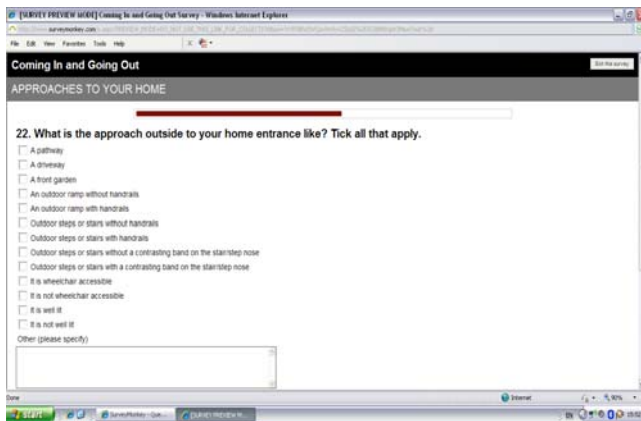 [SURVEY PREVIEW MODE] Coming In and Going Out Survey - Windows Internet Explorer
File Edit View Favorites Tools Help
Coming In and Going Out
Exit the survey
APPROACHES TO YOUR HOME
22. What is the approach outside to your home entrance like? Tick all that apply.
A pathway
A driveway
A front garden
An outdoor ramp without handrails
An outdoor ramp with handrails
Outdoor steps or stairs without handrails
Outdoor steps or stairs with handrails
Outdoor steps or stairs without a contrasting band on the stair/step nose
Outdoor steps or stairs with a contrasting band on the stair/step nose
It is wheelchair accessible
It is not wheelchair accessible
It is well lit
It is not well lit
Other (please specify)
Done Internet
start SurveyMonkey - Que... [SURVEY PREVIEW M... EN 15:52